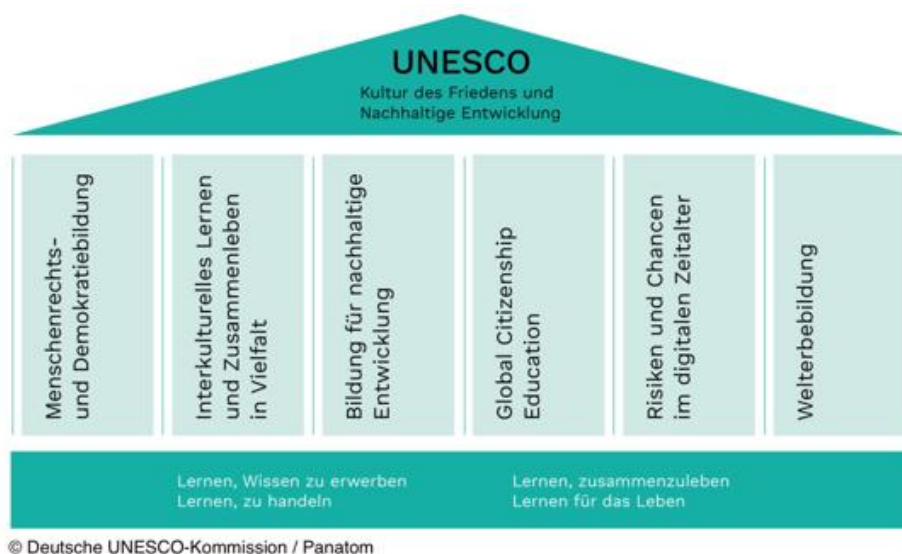 UNESCO
Kultur des Friedens und
Nachhaltige Entwicklung
Menschenrechts-
und Demokratiebildung
Interkulturelles Lernen
und Zusammenleben
in Vielfalt
Bildung für nachhaltige
Entwicklung
Global Citizenship
Education
Risiken und Chancen
im digitalen Zeitalter
Welterbebildung
Lernen, Wissen zu erwerben
Lernen, zu handeln
Lernen, zusammenzuleben
Lernen für das Leben
© Deutsche UNESCO-Kommission / Panatom